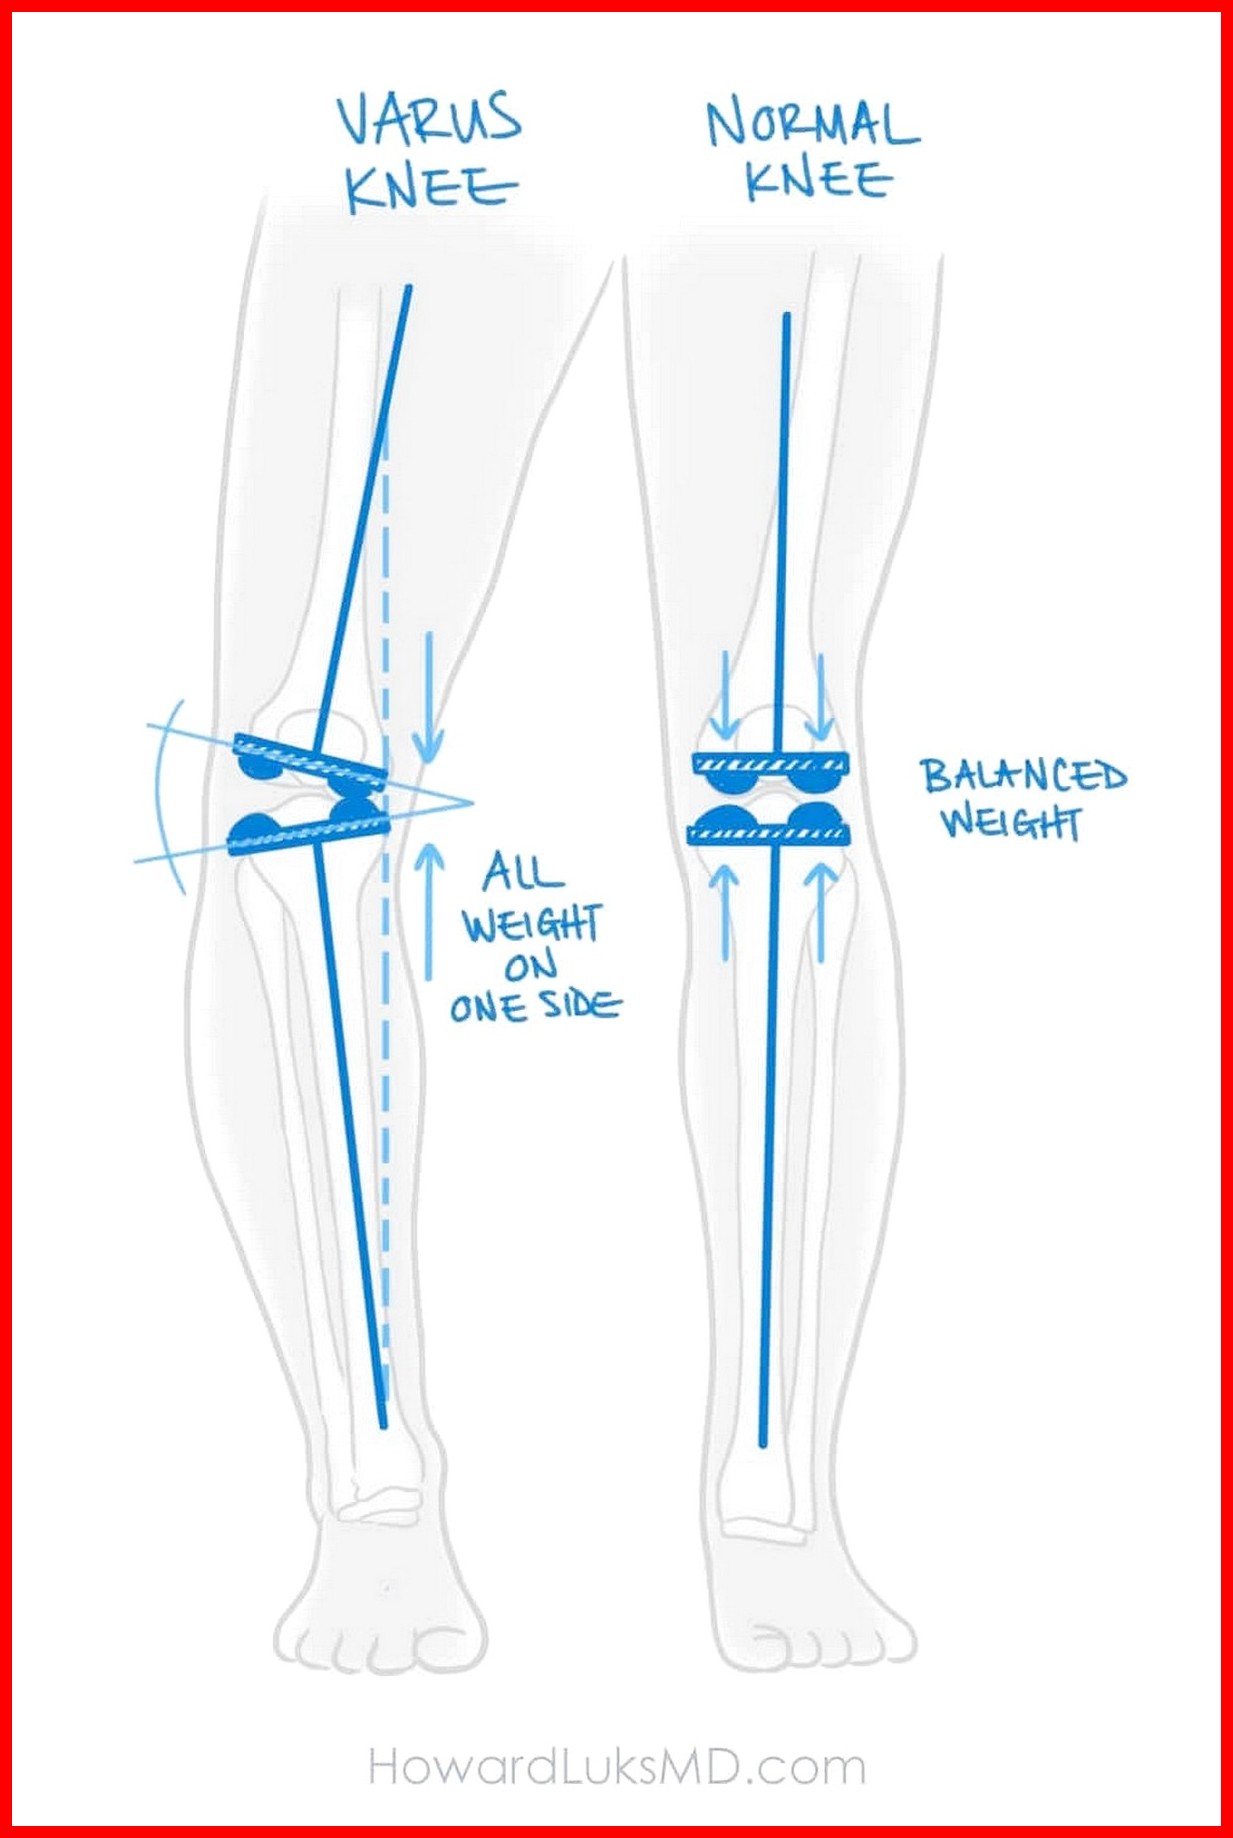 VARUS
KNEE
NORMAL
KNEE
BALANCED
WEIGHT
ALL
WEIGHT
ON
ONE SIDE
HowardLuksMD.com